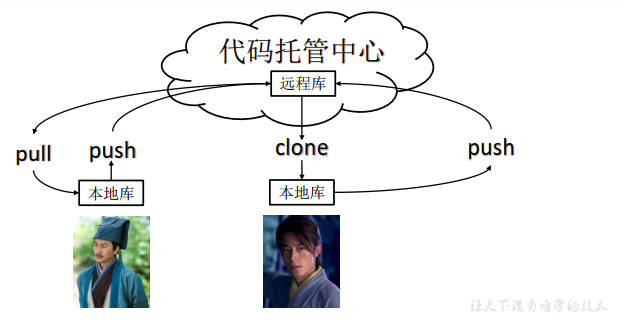 代码托管中心
远程库
pull
push
clone
push
本地库
本地库
让天下没有难学的技术